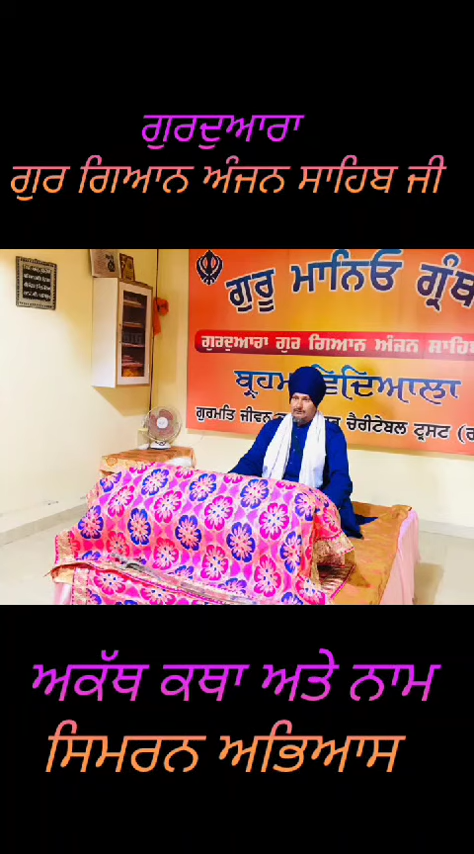 ਗੁਰਦੁਆਰਾ
ਗੁਰ ਗਿਆਨ ਅੰਜਨ ਸਾਹਿਬ ਜੀ
ਗੁਰੂ ਮਾਨਿਓ ਗ੍ਰੰਥ
ਗੁਰਦੁਆਰਾ ਗੁਰ ਗਿਆਨ ਅੰਜਨ ਸਾਹਿ
ਬ੍ਰਹਮ ਵਿਦਿਆਲਾ
ਗੁਰਮਤਿ ਜੀਵਨ ਚੈਰੀਟੇਬਲ ਟ੍ਰਸਟ
ਅਕੱਥ ਕਥਾ ਅਤੇ ਨਾਮ
ਸਿਮਰਨ ਅਭਿਆਸ